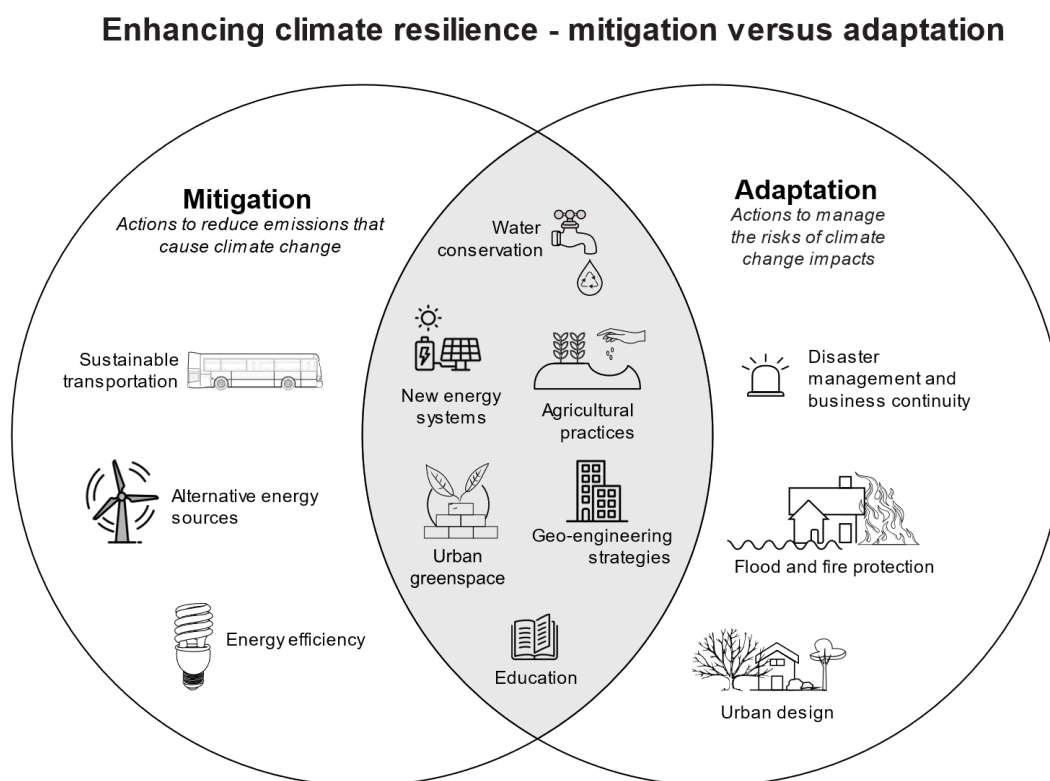 Enhancing climate resilience - mitigation versus adaptation
Mitigation
Actions to reduce emissions that
cause climate change
Sustainable
transportation
Alternative energy
sources
Energy efficiency
Water
conservation
New energy
systems
Agricultural
practices
Urban
greenspace
Geo-engineering
strategies
Education
Adaptation
Actions to manage
the risks of climate
change impacts
Disaster
management and
business continuity
Flood and fire protection
Urban design